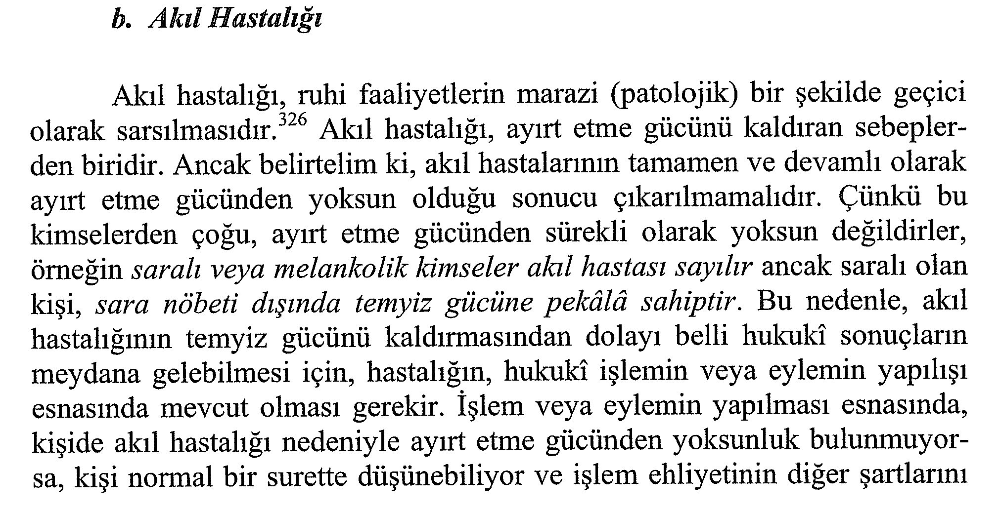 b. Akıl Hastalığı
Akıl hastalığı, ruhi faaliyetlerin marazi (patolojik) bir şekilde geçici
olarak sarsılmasıdır.326 Akıl hastalığı, ayırt etme gücünü kaldıran sebepler-
den biridir. Ancak belirtelim ki, akıl hastalarının tamamen ve devamlı olarak
ayırt etme gücünden yoksun olduğu sonucu çıkarılmamalıdır. Çünkü bu
kimselerden çoğu, ayırt etme gücünden sürekli olarak yoksun değildirler,
örneğin saralı veya melankolik kimseler akıl hastası sayılır ancak saralı olan
kişi, sara nöbeti dışında temyiz gücüne pekâlâ sahiptir. Bu nedenle, akıl
hastalığının temyiz gücünü kaldırmasından dolayı belli hukukî sonuçların
meydana gelebilmesi için, hastalığın, hukukî işlemin veya eylemin yapılışı
esnasında mevcut olması gerekir. İşlem veya eylemin yapılması esnasında,
kişide akıl hastalığı nedeniyle ayırt etme gücünden yoksunluk bulunmuyor-
sa, kişi normal bir surette düşünebiliyor ve işlem ehliyetinin diğer şartlarını